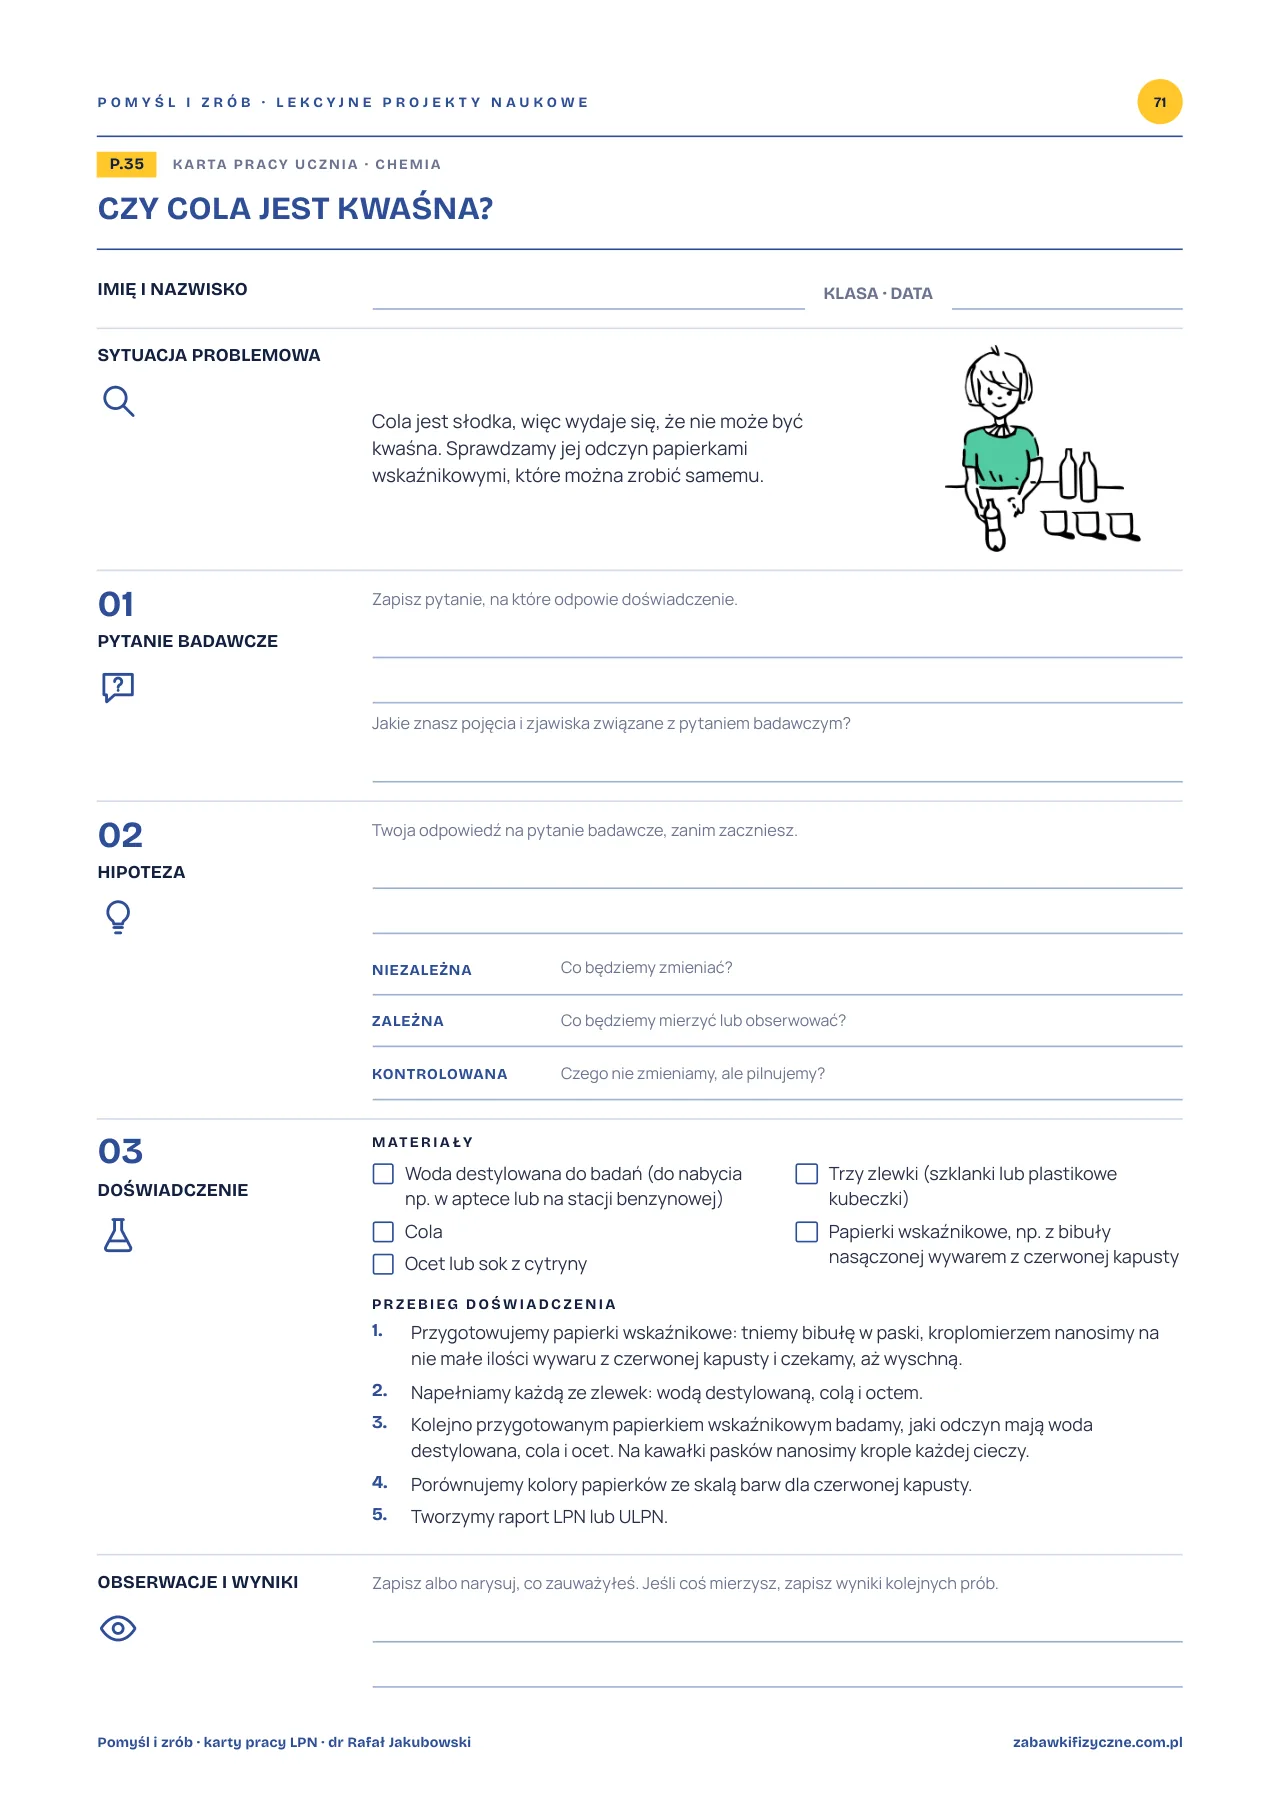 POMYŚL I ZRÓB · LEKCYJNE PROJEKTY NAUKOWE
71
P.35
KARTA PRACY UCZNIA · CHEMIA
CZY COLA JEST KWAŚNA?
IMIĘ I NAZWISKO
KLASA · DATA
SYTUACJA PROBLEMOWA
Cola jest słodka, więc wydaje się, że nie może być
kwaśna. Sprawdzamy jej odczyn papierkami
wskaźnikowymi, które można zrobić samemu.
01
PYTANIE BADAWCZE
Zapisz pytanie, na które odpowie doświadczenie.
?
Jakie znasz pojęcia i zjawiska związane z pytaniem badawczym?
02
HIPOTEZA
Twoja odpowiedź na pytanie badawcze, zanim zaczniesz.
NIEZALEŻNA
Co będziemy zmieniać?
ZALEŻNA
Co będziemy mierzyć lub obserwować?
KONTROLOWANA
Czego nie zmieniamy, ale pilnujemy?
03
DOŚWIADCZENIE
MATERIAŁY
Woda destylowana do badań (do nabycia
np. w aptece lub na stacji benzynowej)
Cola
Ocet lub sok z cytryny
Trzy zlewki (szklanki lub plastikowe
kubeczki)
Papierki wskaźnikowe, np. z bibuły
nasączonej wywarem z czerwonej kapusty
PRZEBIEG DOŚWIADCZENIA
1. Przygotowujemy papierki wskaźnikowe: tniemy bibułę w paski, kroplomierzem nanosimy na
nie małe ilości wywaru z czerwonej kapusty i czekamy, aż wyschną.
2. Napełniamy każdą ze zlewek: wodą destylowaną, colą i octem.
3. Kolejno przygotowanym papierkiem wskaźnikowym badamy, jaki odczyn mają woda
destylowana, cola i ocet. Na kawałki pasków nanosimy krople każdej cieczy.
4. Porównujemy kolory papierków ze skalą barw dla czerwonej kapusty.
5. Tworzymy raport LPN lub ULPN.
OBSERWACJE I WYNIKI
Zapisz albo narysuj, co zauważyłeś. Jeśli coś mierzysz, zapisz wyniki kolejnych prób.
Pomyśl i zrób · karty pracy LPN · dr Rafał Jakubowski
zabawkifizyczne.com.pl